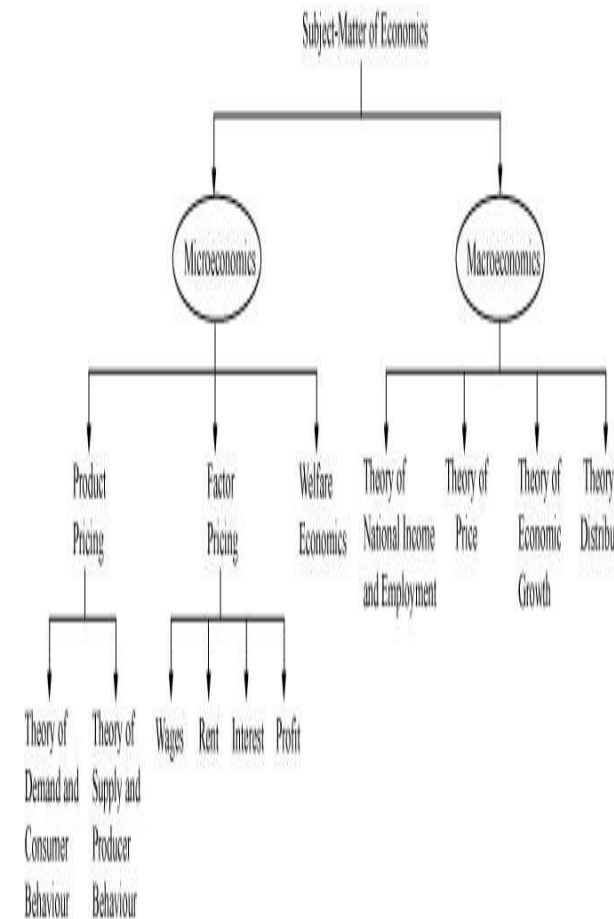 Subject-Matter of Economics
Microeconomics
Macroeconomics
Product
Pricing
Factor
Pricing
Welfare
Economics
Theory of
National Income
and Employment
Theory of
Price
Theory of
Economic
Growth
Theory
Theory of
Demand and
Consumer
Behaviour
Theory of
Supply and
Producer
Behaviour
Wages
Rent
Interest
Profit